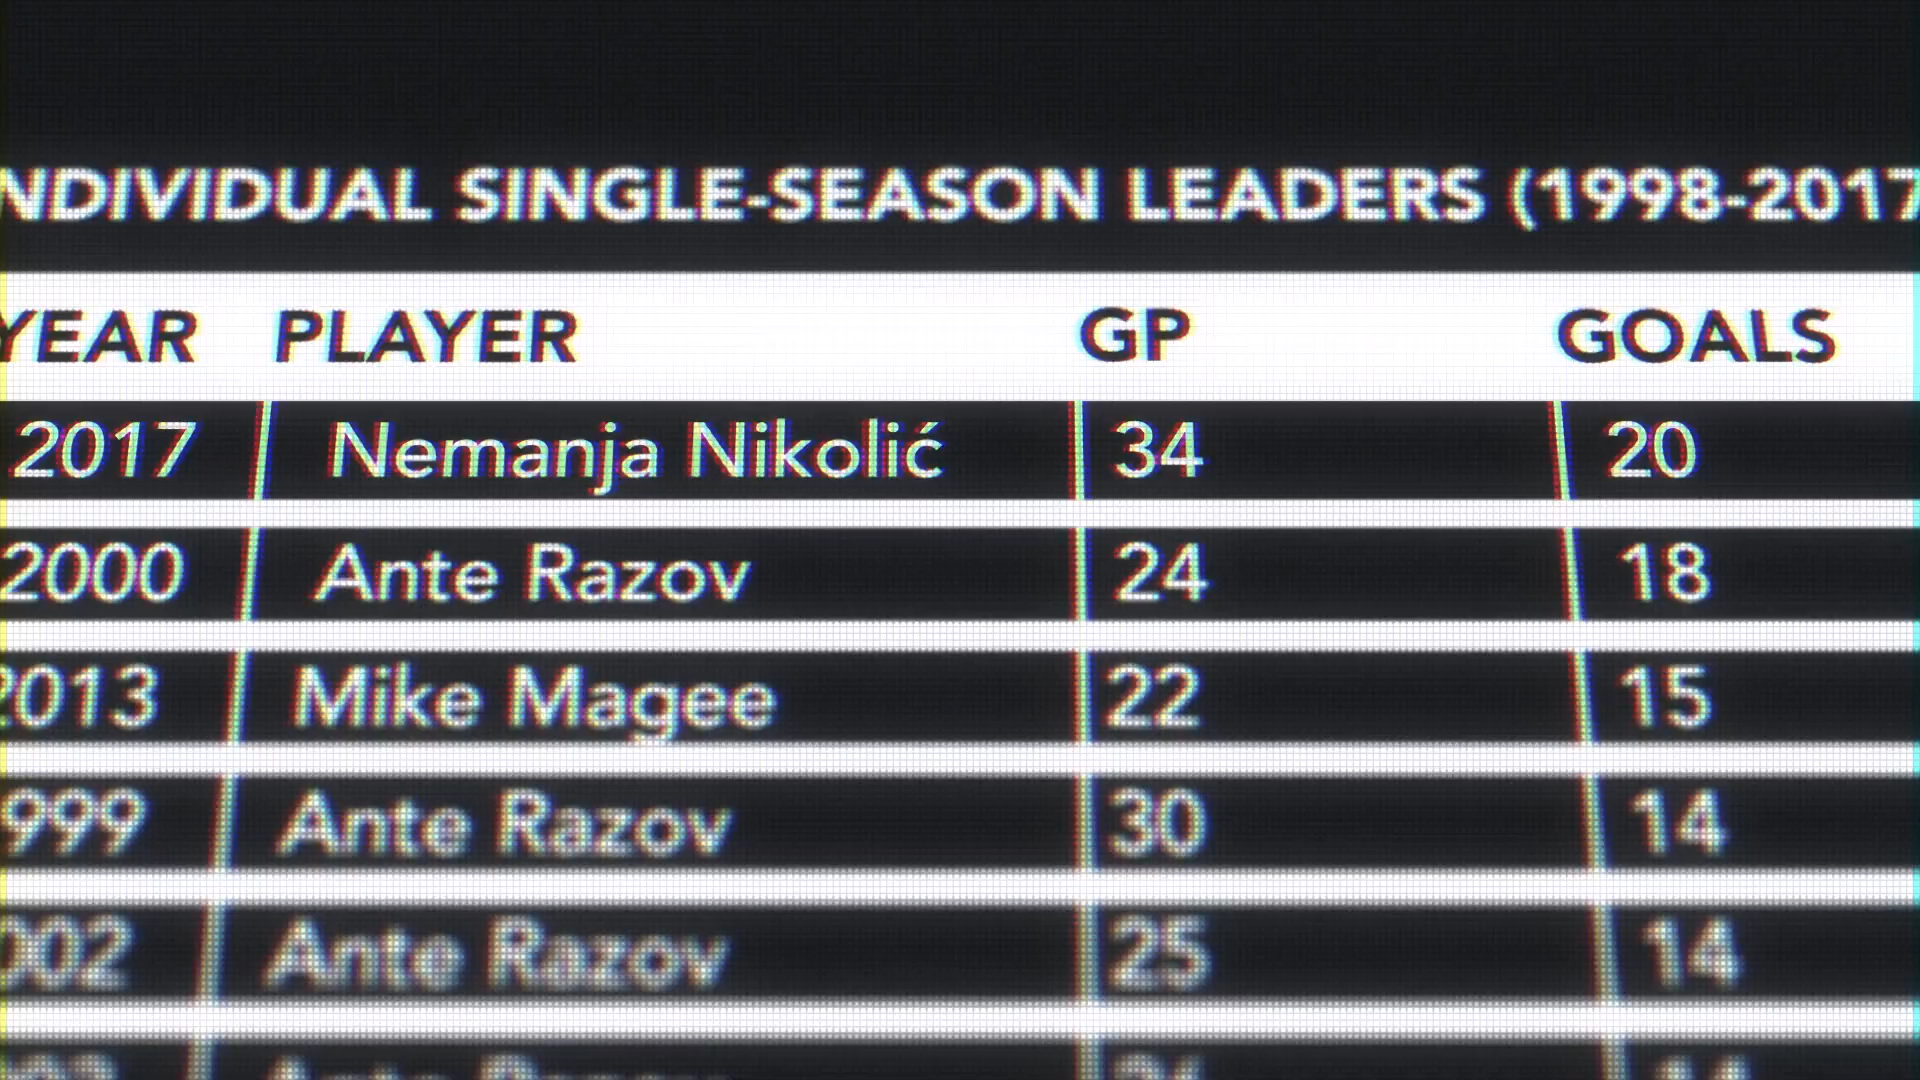 NDIVIDUAL SINGLE-SEASON LEADERS (1998-2017
YEAR PLAYER GP GOALS
2017 Nemanja Nikolić 34 20
2000 Ante Razov 24 18
2013 Mike Magee 22 15
999 Ante Razov 30 14
002 Ante Razov 25 14